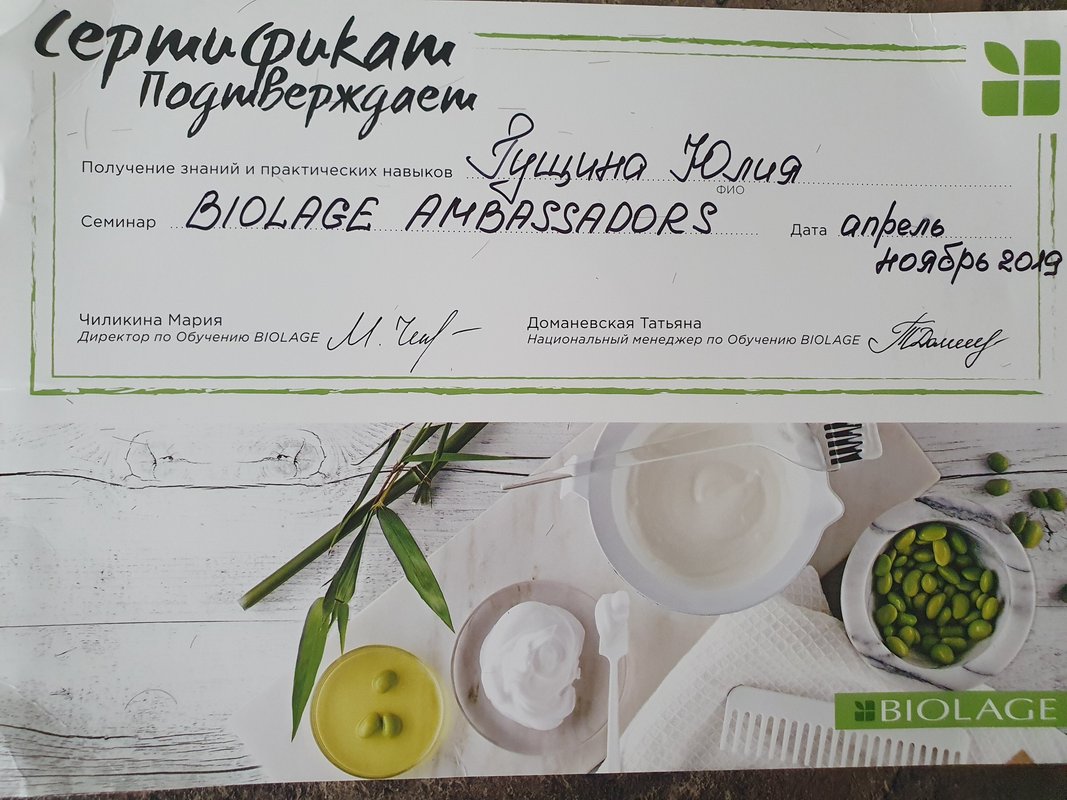 Сертификат
Подтверждает
Получение знаний и практических навыков Гущина Юлия
ФИО
Семинар BIOLAGE AMBASSADORS Дата апрель
ноябрь 2019
Чиликина Мария
Директор по Обучению BIOLAGE М. Чил
Доманевская Татьяна
Национальный менеджер по Обучению BIOLAGE
BIOLAGE